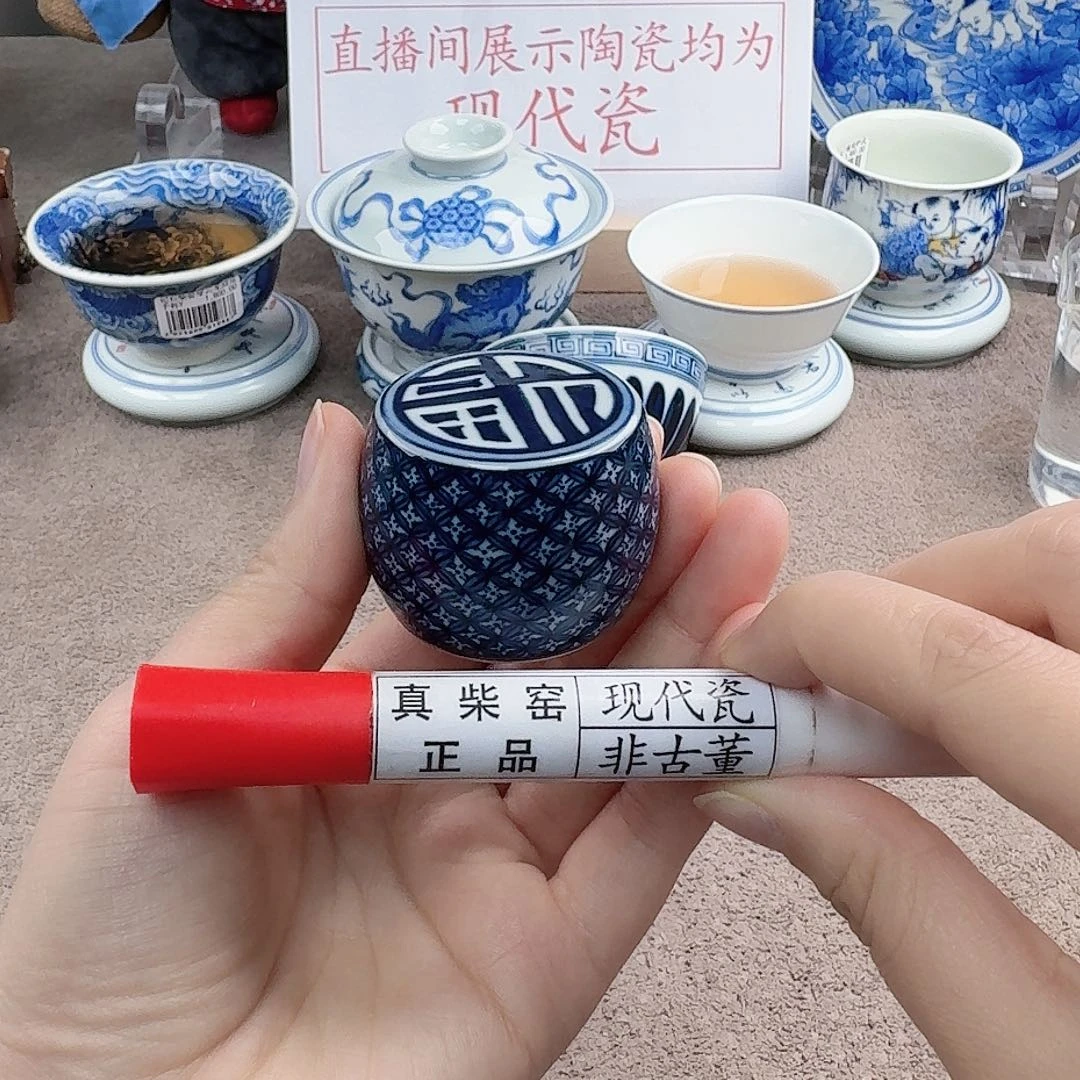 直播间展示陶瓷均为
现代瓷
福
真柴窑
正品
现代瓷
非古董